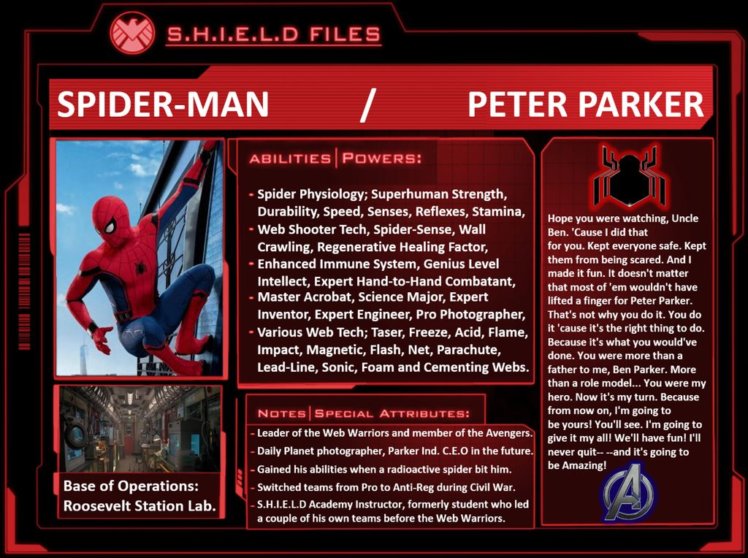 S.H.I.E.L.D FILES
SPIDER-MAN / PETER PARKER
ABILITIES|POWERS:
- Spider Physiology; Superhuman Strength,
Durability, Speed, Senses, Reflexes, Stamina,
- Web Shooter Tech, Spider-Sense, Wall
Crawling, Regenerative Healing Factor,
- Enhanced Immune System, Genius Level
Intellect, Expert Hand-to-Hand Combatant,
- Master Acrobat, Science Major, Expert
Inventor, Expert Engineer, Pro Photographer,
- Various Web Tech; Taser, Freeze, Acid, Flame,
Impact, Magnetic, Flash, Net, Parachute,
Lead-Line, Sonic, Foam and Cementing Webs.
Base of Operations:
Roosevelt Station Lab.
NOTES|SPECIAL ATTRIBUTES:
- Leader of the Web Warriors and member of the Avengers.
- Daily Planet photographer, Parker Ind. C.E.O in the future.
- Gained his abilities when a radioactive spider bit him.
- Switched teams from Pro to Anti-Reg during Civil War.
- S.H.I.E.L.D Academy Instructor, formerly student who led
a couple of his own teams before the Web Warriors.
Hope you were watching, Uncle
Ben. 'Cause I did that
for you. Kept everyone safe. Kept
them from being scared. And I
made it fun. It doesn't matter
that most of 'em wouldn't have
lifted a finger for Peter Parker.
That's not why you do it. You do
it 'cause it's the right thing to do.
Because it's what you would've
done. You were more than a
father to me, Ben Parker. More
than a role model... You were my
hero. Now it's my turn. Because
from now on, I'm going to
be yours! You'll see. I'm going to
give it my all! We'll have fun! I'll
never quit-- --and it's going to
be Amazing!